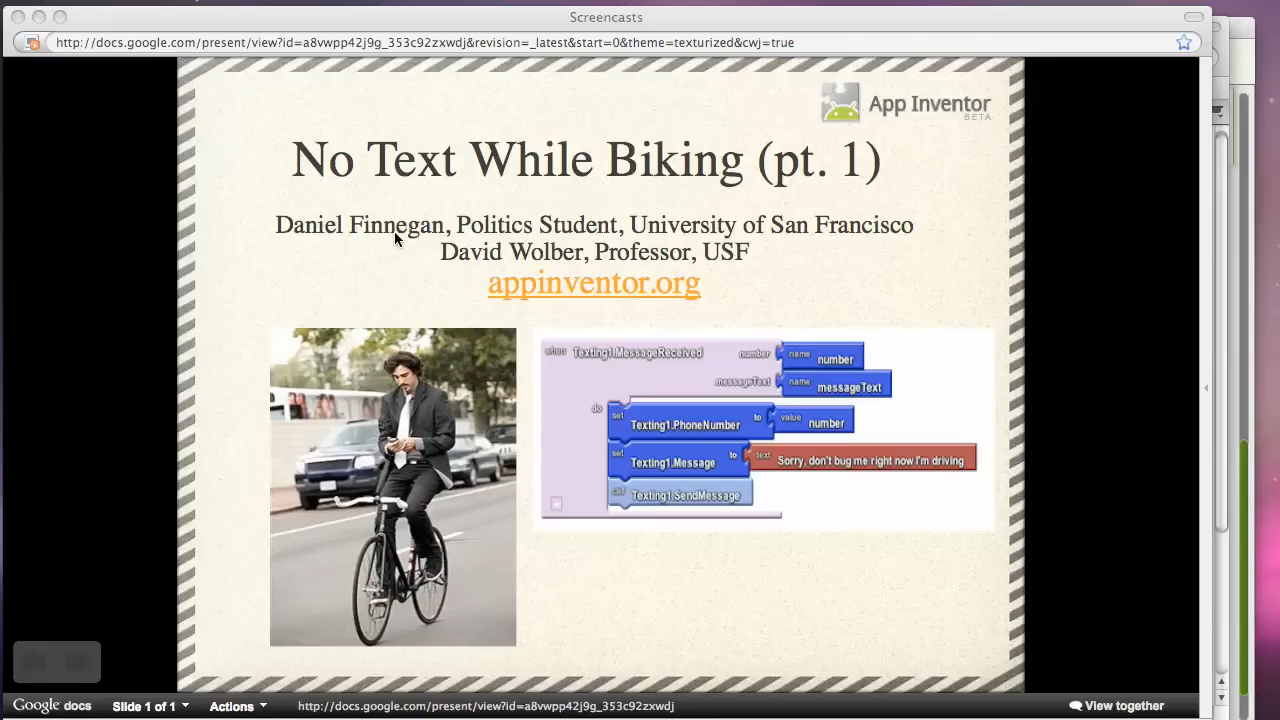 Screencasts
http://docs.google.com/present/view?id=a8vwpp42j9g_353c92zxwdj&revision=_latest&start=0&theme=texturized&cwj=true
App Inventor
BETA
No Text While Biking (pt. 1)
Daniel Finnegan, Politics Student, University of San Francisco
David Wolber, Professor, USF
appinventor.org
when Texting1.MessageReceived number name number
messageText name messageText
do
set Texting1.PhoneNumber to value number
set Texting1.Message to text Sorry, don't bug me right now I'm driving
call Texting1.SendMessage
Google docs Slide 1 of 1 Actions http://docs.google.com/present/view?id=a8vwpp42j9g_353c92zxwdj View together